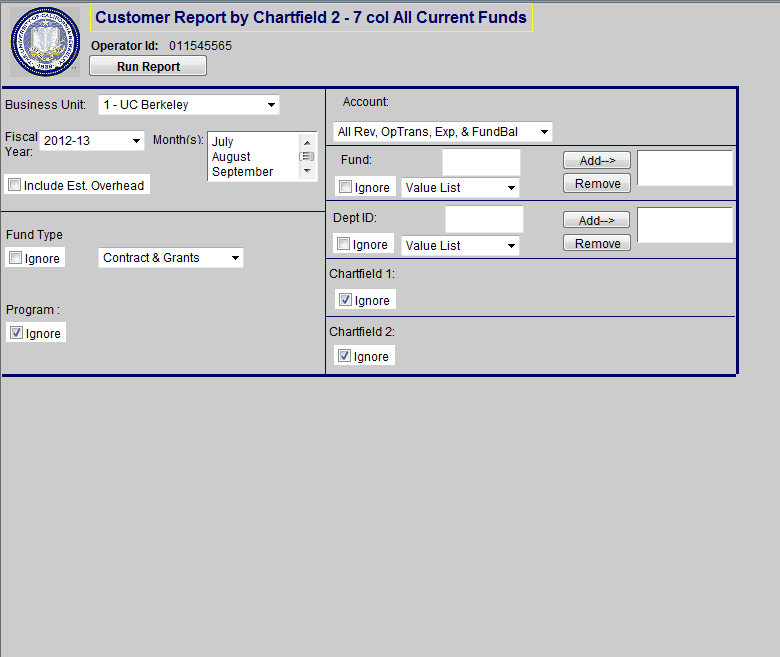 Customer Report by Chartfield 2 - 7 col All Current Funds
Operator Id: 011545565
Run Report
Business Unit: 1 - UC Berkeley
Fiscal Year: 2012-13
Month(s): July
August
September
Include Est. Overhead
Fund Type
Ignore
Contract & Grants
Program :
Ignore
Account:
All Rev, OpTrans, Exp, & FundBal
Fund:
Add-->
Ignore
Value List
Remove
Dept ID:
Add-->
Ignore
Value List
Remove
Chartfield 1:
Ignore
Chartfield 2:
Ignore